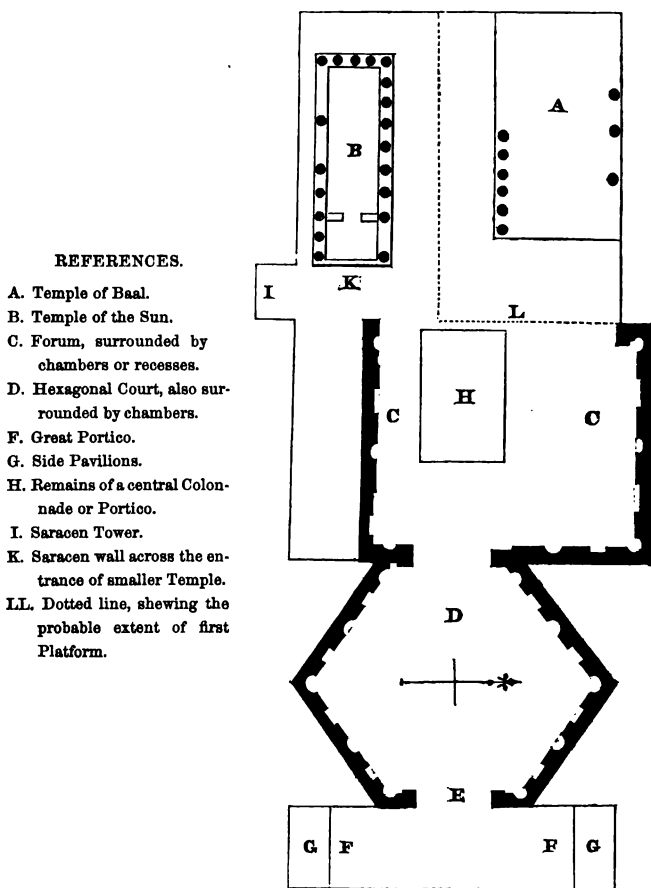 REFERENCES.
A. Temple of Baal.
B. Temple of the Sun.
C. Forum, surrounded by
chambers or recesses.
D. Hexagonal Court, also sur-
rounded by chambers.
F. Great Portico.
G. Side Pavilions.
H. Remains of a central Colon-
nade or Portico.
I. Saracen Tower.
K. Saracen wall across the en-
trance of smaller Temple.
LL. Dotted line, shewing the
probable extent of first
Platform.
A
B
I
K
L
H
C
C
D
E
G
F
F
G